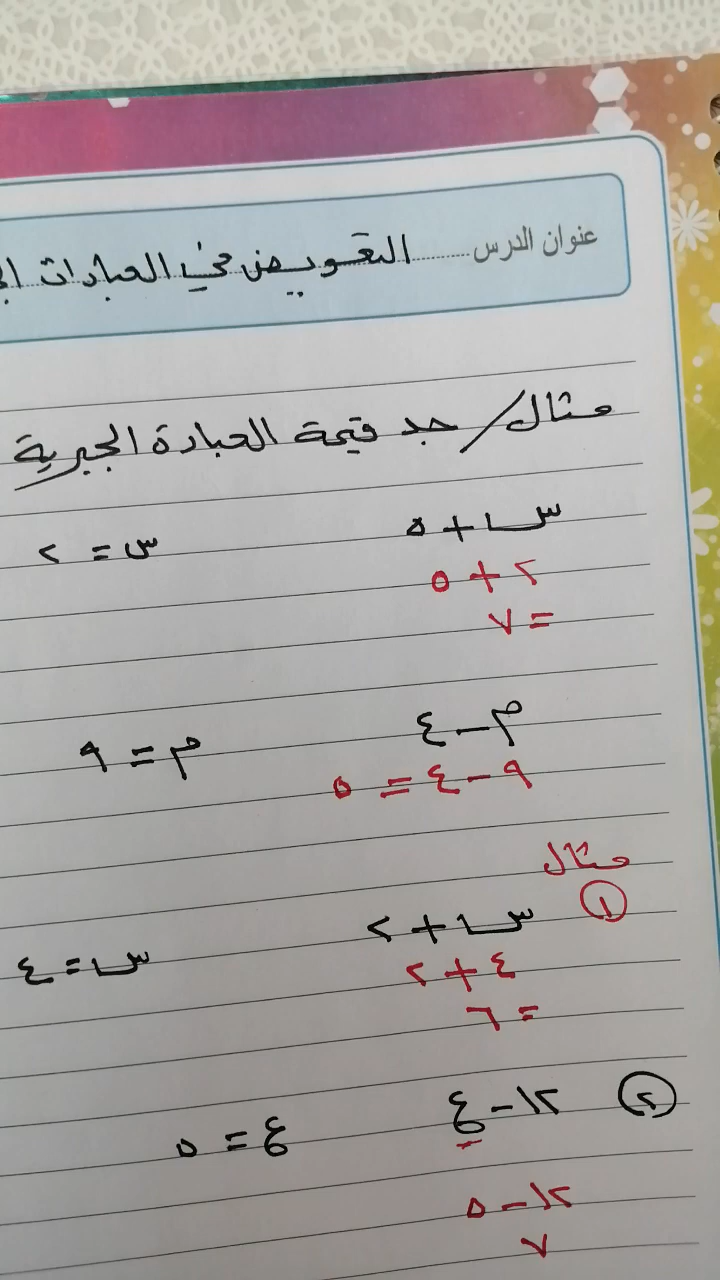 عنوان الدرس التعويض في العبارات
مثال / جد قيمة العبارة الجبرية
س + ٥ س = ٢
٢ + ٥
= ٧
م - ٤ م = ٩
٩ - ٤ = ٥
مثال
١ س + ٢ س = ٤
٤ + ٢
= ٦
٢ ١٢ - ع ع = ٥
١٢ - ٥
٧